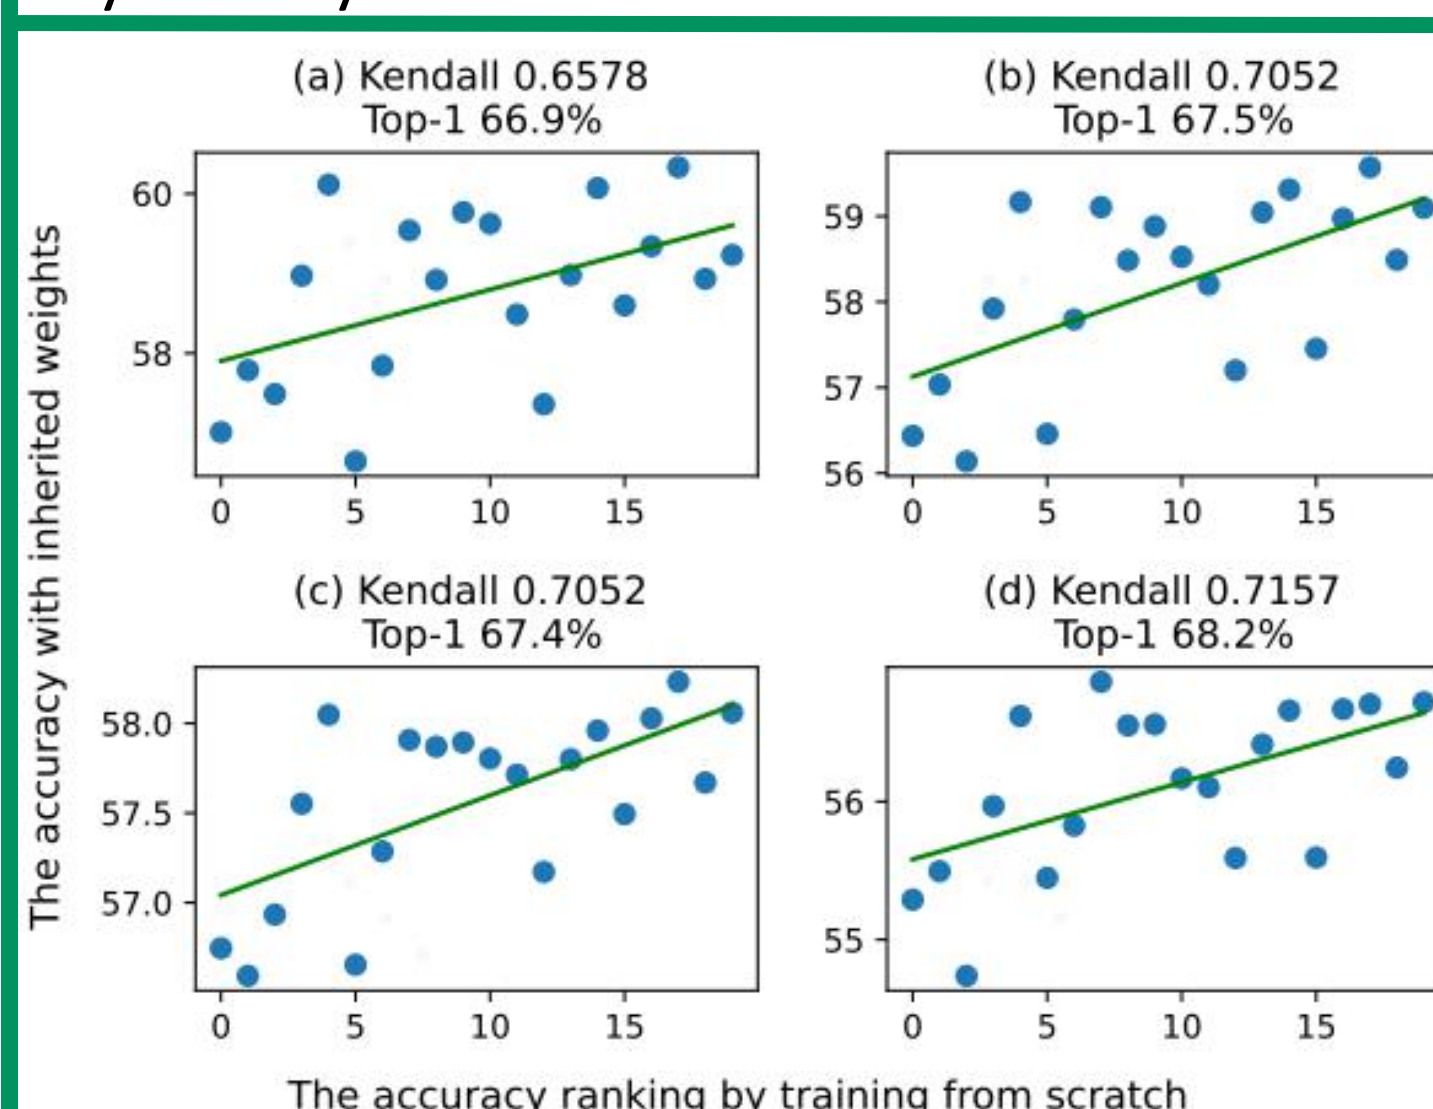 (a) Kendall 0.6578
Top-1 66.9%
(b) Kendall 0.7052
Top-1 67.5%
60
58
0 5 10 15
59
58
57
56
0 5 10 15
The accuracy with inherited weights
(c) Kendall 0.7052
Top-1 67.4%
(d) Kendall 0.7157
Top-1 68.2%
58.0
57.5
57.0
0 5 10 15
56
55
0 5 10 15
The accuracy ranking by training from scratch